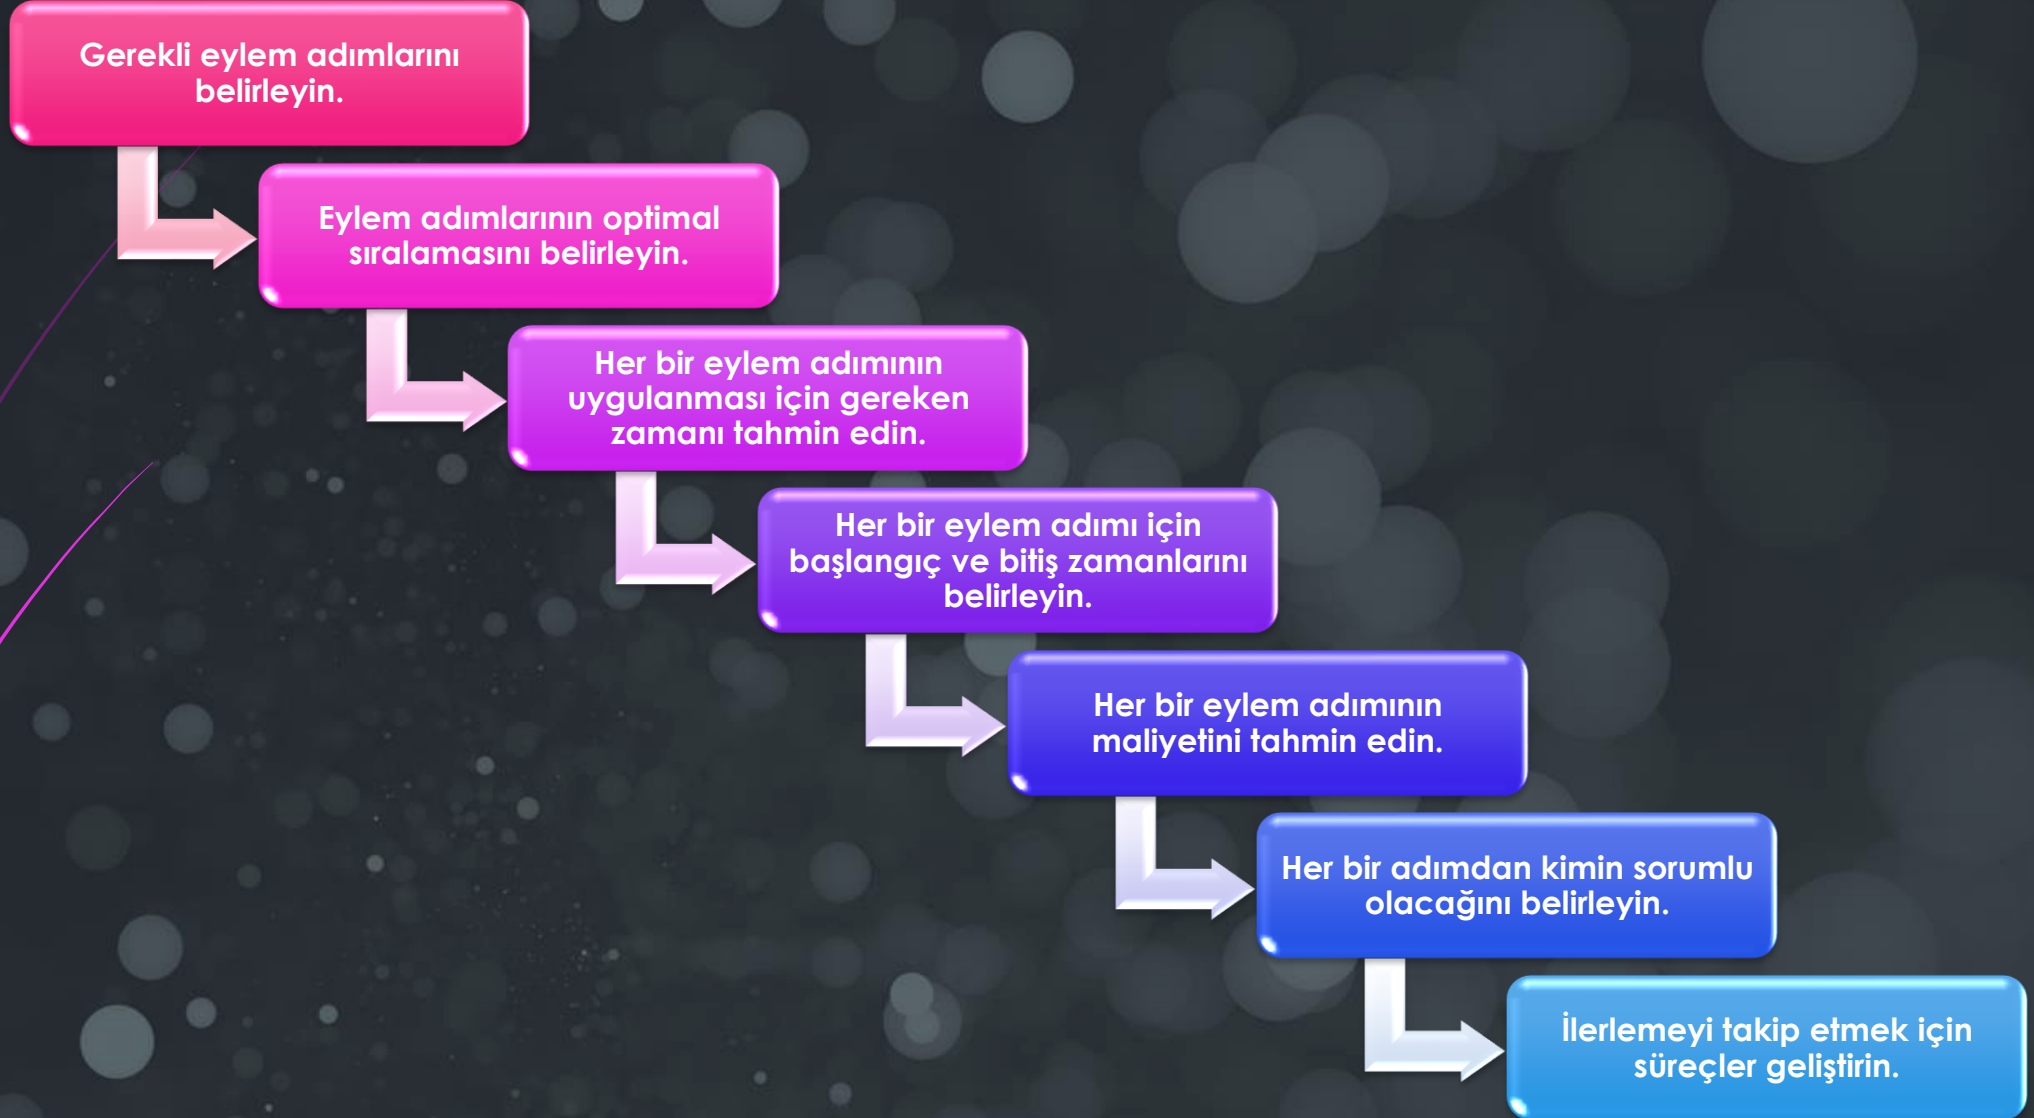 Gerekli eylem adımlarını
belirleyin.
Eylem adımlarının optimal
sıralamasını belirleyin.
Her bir eylem adımının
uygulanması için gereken
zamanı tahmin edin.
Her bir eylem adımı için
başlangıç ve bitiş zamanlarını
belirleyin.
Her bir eylem adımının
maliyetini tahmin edin.
Her bir adımdan kimin sorumlu
olacağını belirleyin.
İlerlemeyi takip etmek için
süreçler geliştirin.